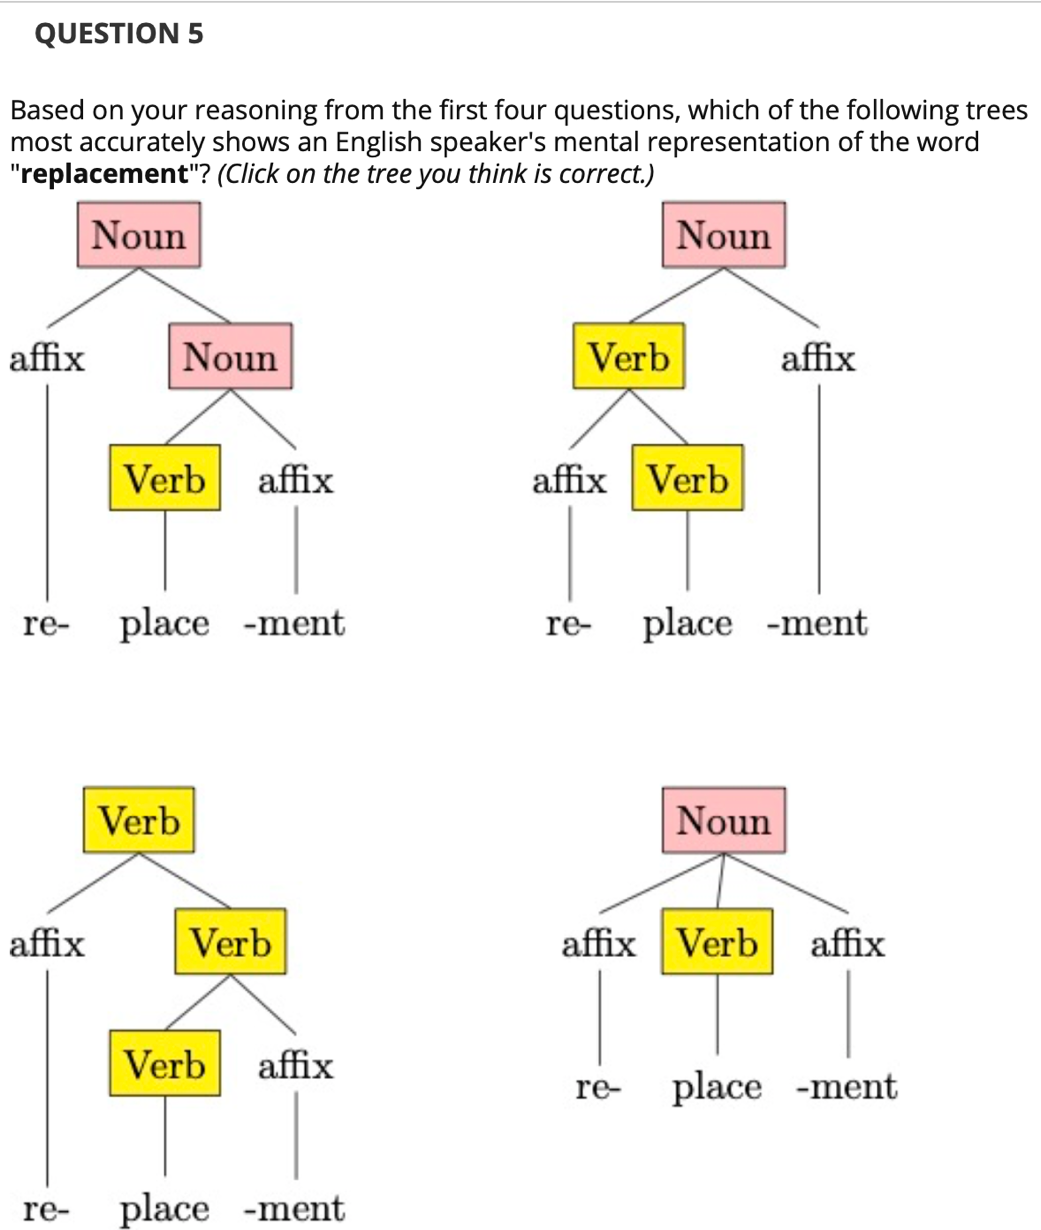 QUESTION 5
Based on your reasoning from the first four questions, which of the following trees
most accurately shows an English speaker's mental representation of the word
"replacement"? (Click on the tree you think is correct.)
Noun
affix Noun
Verb affix
re- place -ment
Noun
Verb affix
affix Verb
re- place -ment
Verb
affix Verb
Verb affix
re- place -ment
Noun
affix Verb affix
re- place -ment